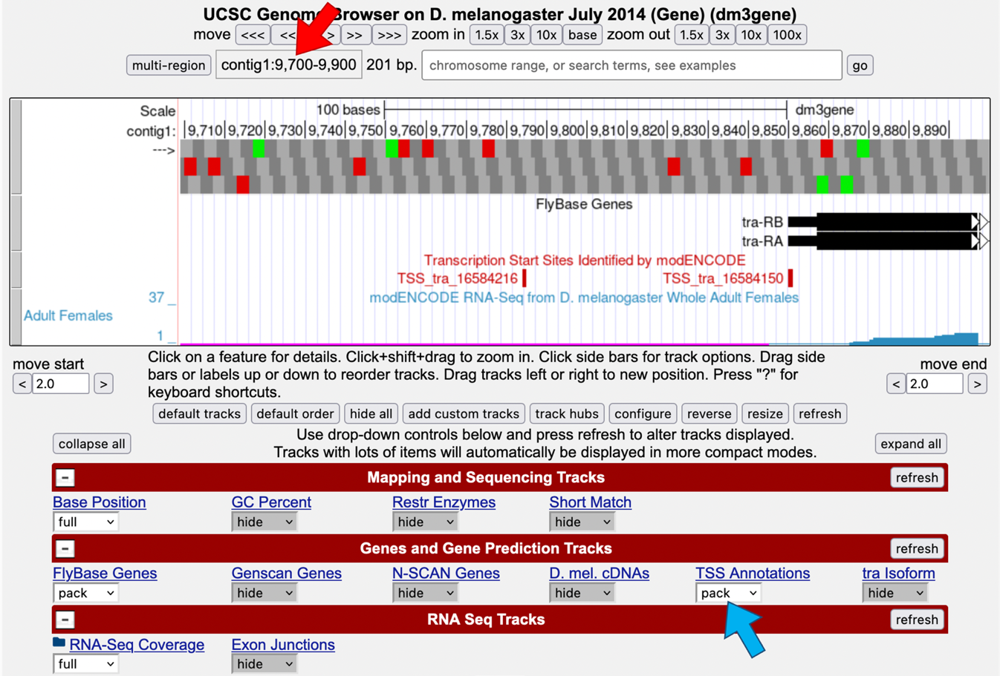 UCSC Genome Browser on D. melanogaster July 2014 (Gene) (dm3gene)
move <<< << > >> >>> zoom in 1.5x 3x 10x base zoom out 1.5x 3x 10x 100x
multi-region contig1:9,700-9,900 201 bp. chromosome range, or search terms, see examples go
Scale 100 bases dm3gene
contig1: 9,710 9,720 9,730 9,740 9,750 9,760 9,770 9,780 9,790 9,800 9,810 9,820 9,830 9,840 9,850 9,860 9,870 9,880 9,890
--->
FlyBase Genes
tra-RB
tra-RA
Transcription Start Sites Identified by modENCODE
TSS_tra_16584216 TSS_tra_16584150
37 _ modENCODE RNA-Seq from D. melanogaster Whole Adult Females
Adult Females
1 _
move start
< 2.0 >
Click on a feature for details. Click+shift+drag to zoom in. Click side bars for track options. Drag side
bars or labels up or down to reorder tracks. Drag tracks left or right to new position. Press "?" for
keyboard shortcuts.
move end
< 2.0 >
default tracks default order hide all add custom tracks track hubs configure reverse resize refresh
collapse all
Use drop-down controls below and press refresh to alter tracks displayed.
Tracks with lots of items will automatically be displayed in more compact modes.
expand all
- Mapping and Sequencing Tracks refresh
Base Position GC Percent Restr Enzymes Short Match
full hide hide hide
- Genes and Gene Prediction Tracks refresh
FlyBase Genes Genscan Genes N-SCAN Genes D. mel. cDNAs TSS Annotations tra Isoform
pack hide hide hide pack hide
- RNA Seq Tracks refresh
RNA-Seq Coverage Exon Junctions
full hide